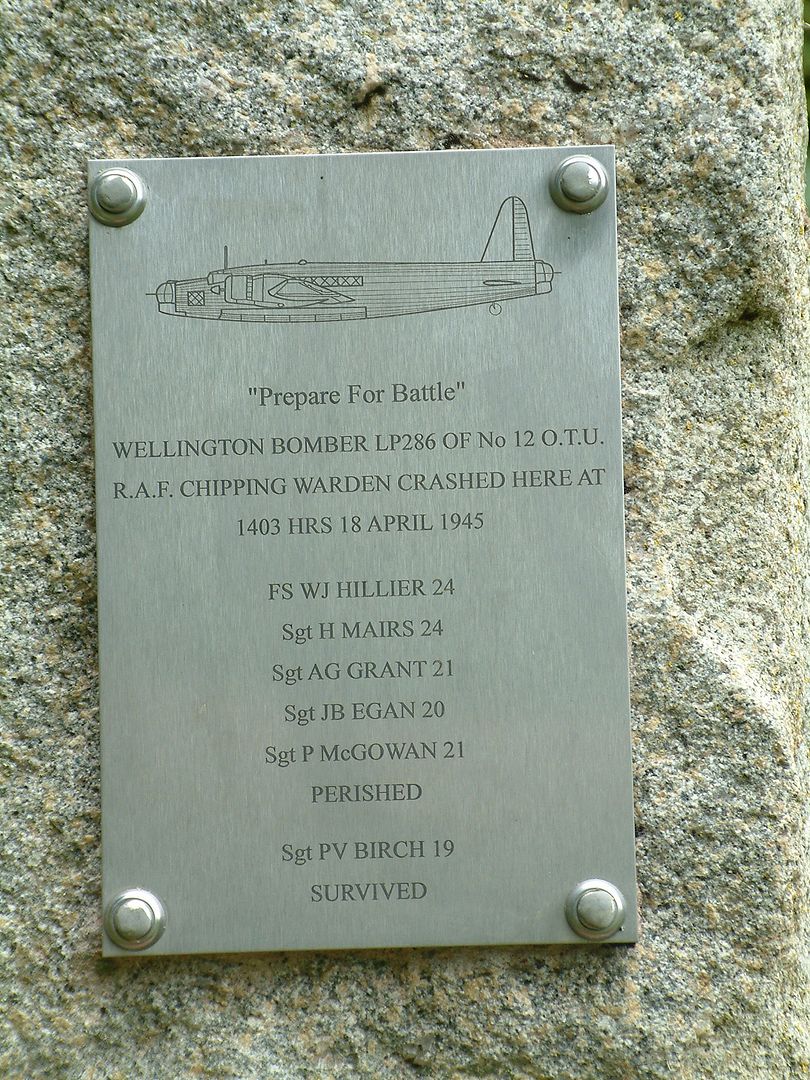 "Prepare For Battle"
WELLINGTON BOMBER LP286 OF No 12 O.T.U.
R.A.F. CHIPPING WARDEN CRASHED HERE AT
1403 HRS 18 APRIL 1945
FS WJ HILLIER 24
Sgt H MAIRS 24
Sgt AG GRANT 21
Sgt JB EGAN 20
Sgt P McGOWAN 21
PERISHED
Sgt PV BIRCH 19
SURVIVED